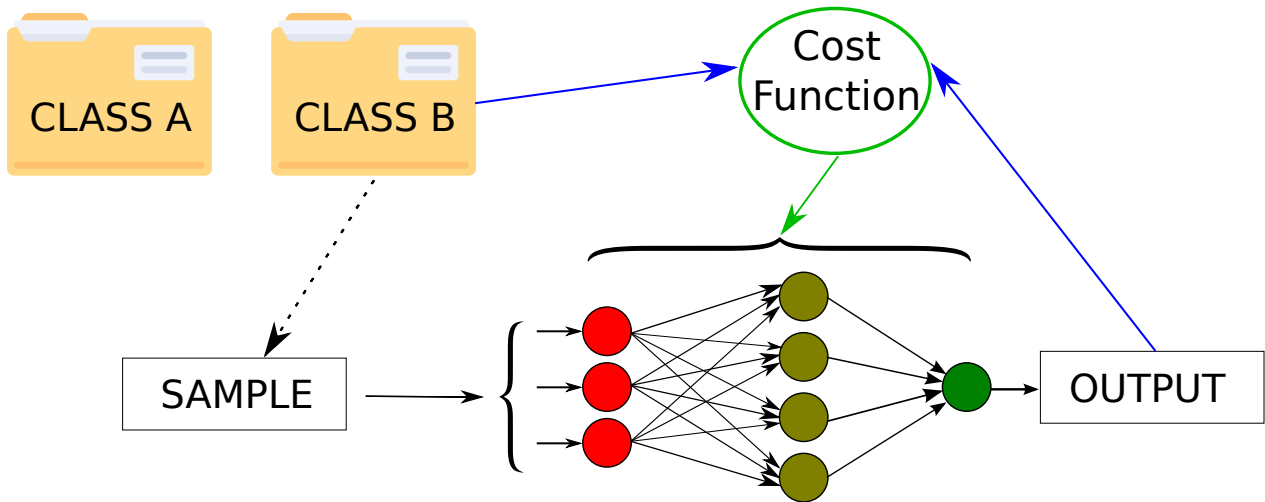 CLASS A
CLASS B
Cost
Function
SAMPLE
OUTPUT